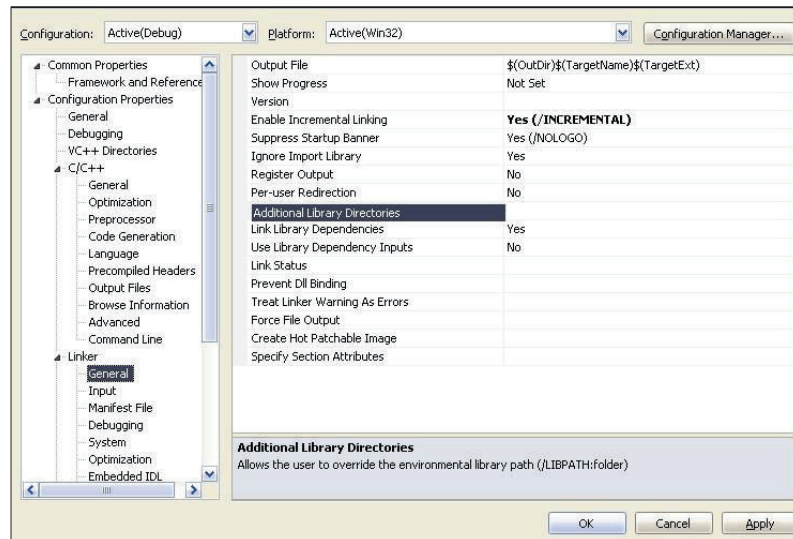 Configuration: Active(Debug) Platform: Active(Win32) Configuration Manager...
Common Properties
Framework and Reference
Configuration Properties
General
Debugging
VC++ Directories
C/C++
General
Optimization
Preprocessor
Code Generation
Language
Precompiled Headers
Output Files
Browse Information
Advanced
Command Line
Linker
General
Input
Manifest File
Debugging
System
Optimization
Embedded IDL
Output File $(OutDir)$(TargetName)$(TargetExt)
Show Progress Not Set
Version
Enable Incremental Linking Yes (/INCREMENTAL)
Suppress Startup Banner Yes (/NOLOGO)
Ignore Import Library Yes
Register Output No
Per-user Redirection No
Additional Library Directories
Link Library Dependencies Yes
Use Library Dependency Inputs No
Link Status
Prevent Dll Binding
Treat Linker Warning As Errors
Force File Output
Create Hot Patchable Image
Specify Section Attributes
Additional Library Directories
Allows the user to override the environmental library path (/LIBPATH:folder)
OK Cancel Apply